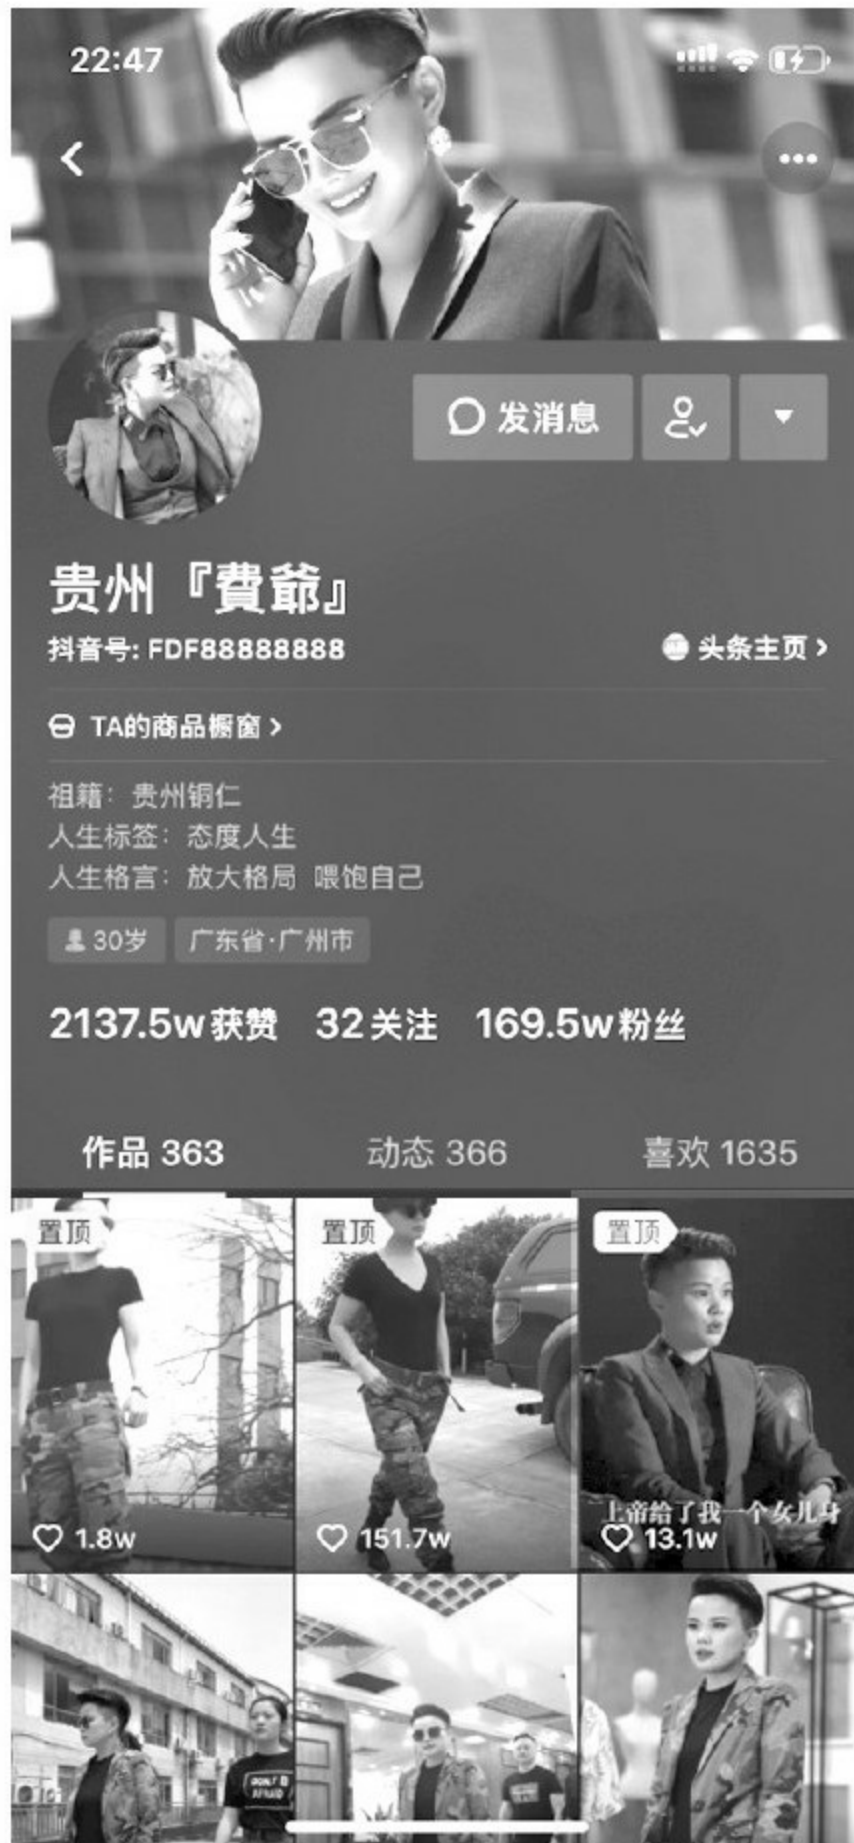 22:47
发消息
贵州『費爺』
抖音号: FDF88888888
头条主页
TA的商品橱窗
祖籍：贵州铜仁
人生标签：态度人生
人生格言：放大格局 喂饱自己
30岁
广东省·广州市
2137.5w获赞 32关注 169.5w粉丝
作品 363 动态 366 喜欢 1635
置顶 置顶 置顶
上帝给了我一个女儿身
1.8w 151.7w 13.1w
DON'T B
AFRAID